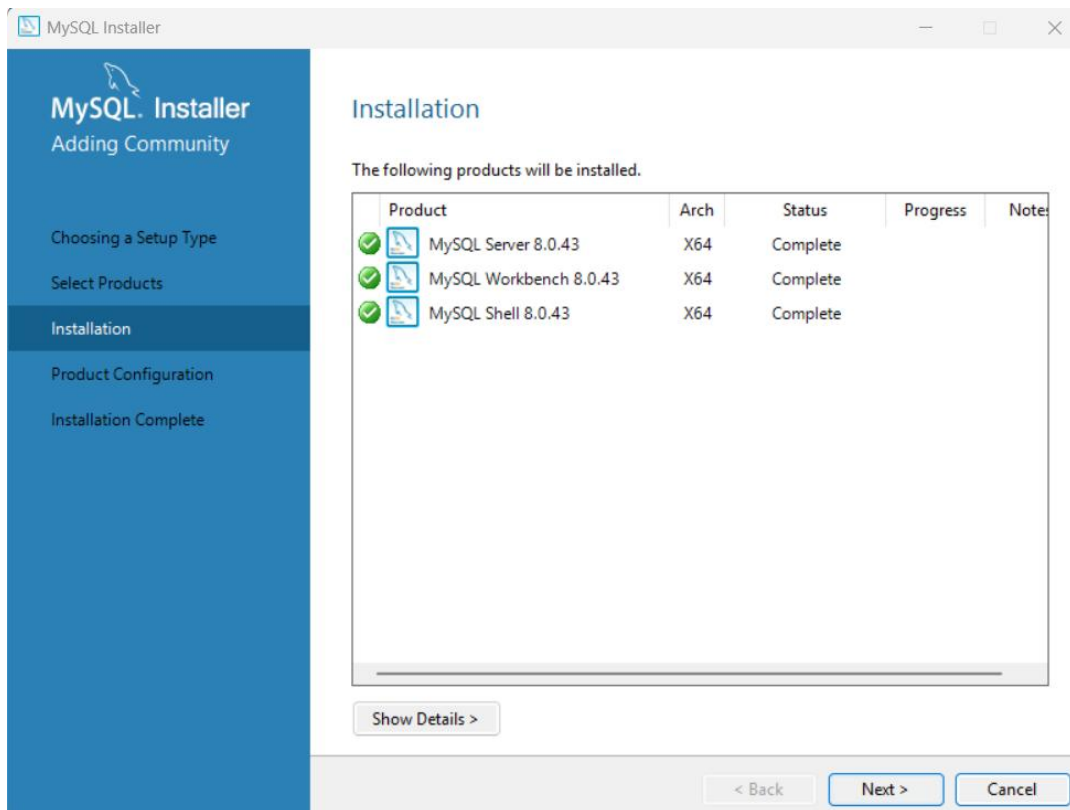 MySQL Installer
MySQL. Installer
Adding Community
Choosing a Setup Type
Select Products
Installation
Product Configuration
Installation Complete
Installation
The following products will be installed.
Product Arch Status Progress Notes
MySQL Server 8.0.43 X64 Complete
MySQL Workbench 8.0.43 X64 Complete
MySQL Shell 8.0.43 X64 Complete
Show Details >
< Back Next > Cancel